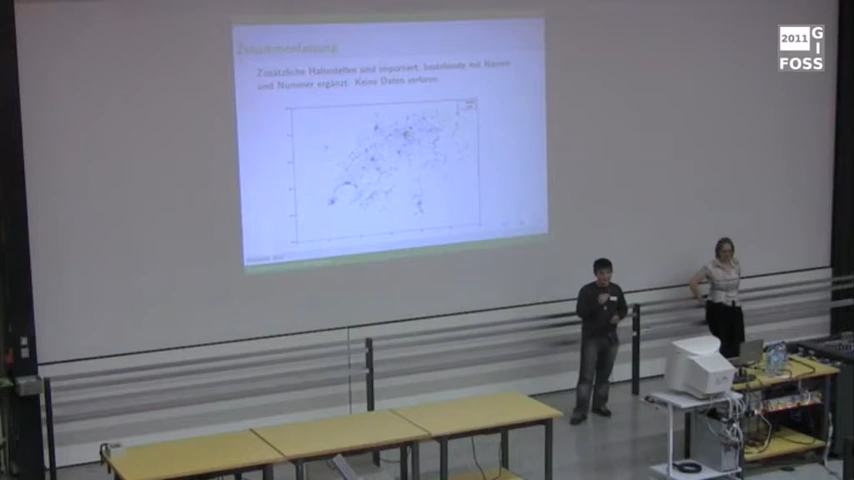 Zusammenfassung
Zusätzliche Haltestellen sind importiert, bestehende mit Namen
und Nummer ergänzt. Keine Daten verloren.
2011
G
I
FOSS